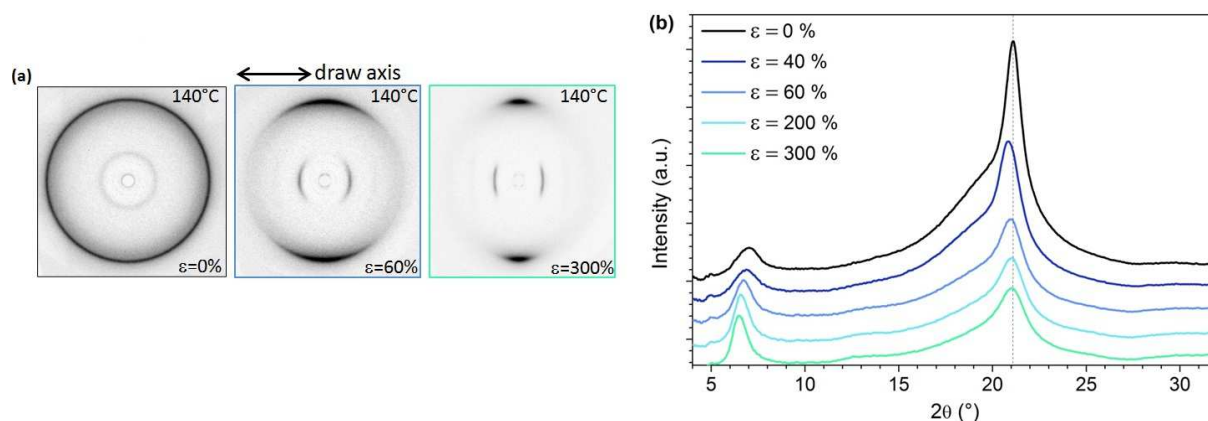 (a)
draw axis
140°C
ε=0%
140°C
ε=60%
140°C
ε=300%
(b)
ε = 0 %
ε = 40 %
ε = 60 %
ε = 200 %
ε = 300 %
Intensity (a.u.)
5 10 15 20 25 30
2θ (°)